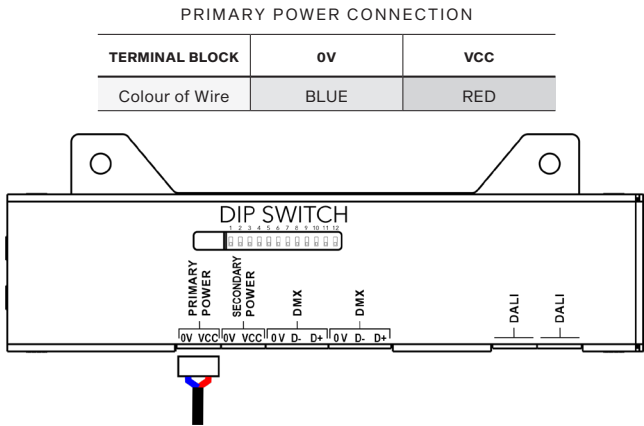 PRIMARY POWER CONNECTION
TERMINAL BLOCK 0V VCC
Colour of Wire BLUE RED
DIP SWITCH
1 2 3 4 5 6 7 8 9 10 11 12
PRIMARY
POWER
SECONDARY
POWER
DMX
DMX
DALI
DALI
0V VCC 0V VCC 0V D- D+ 0V D- D+